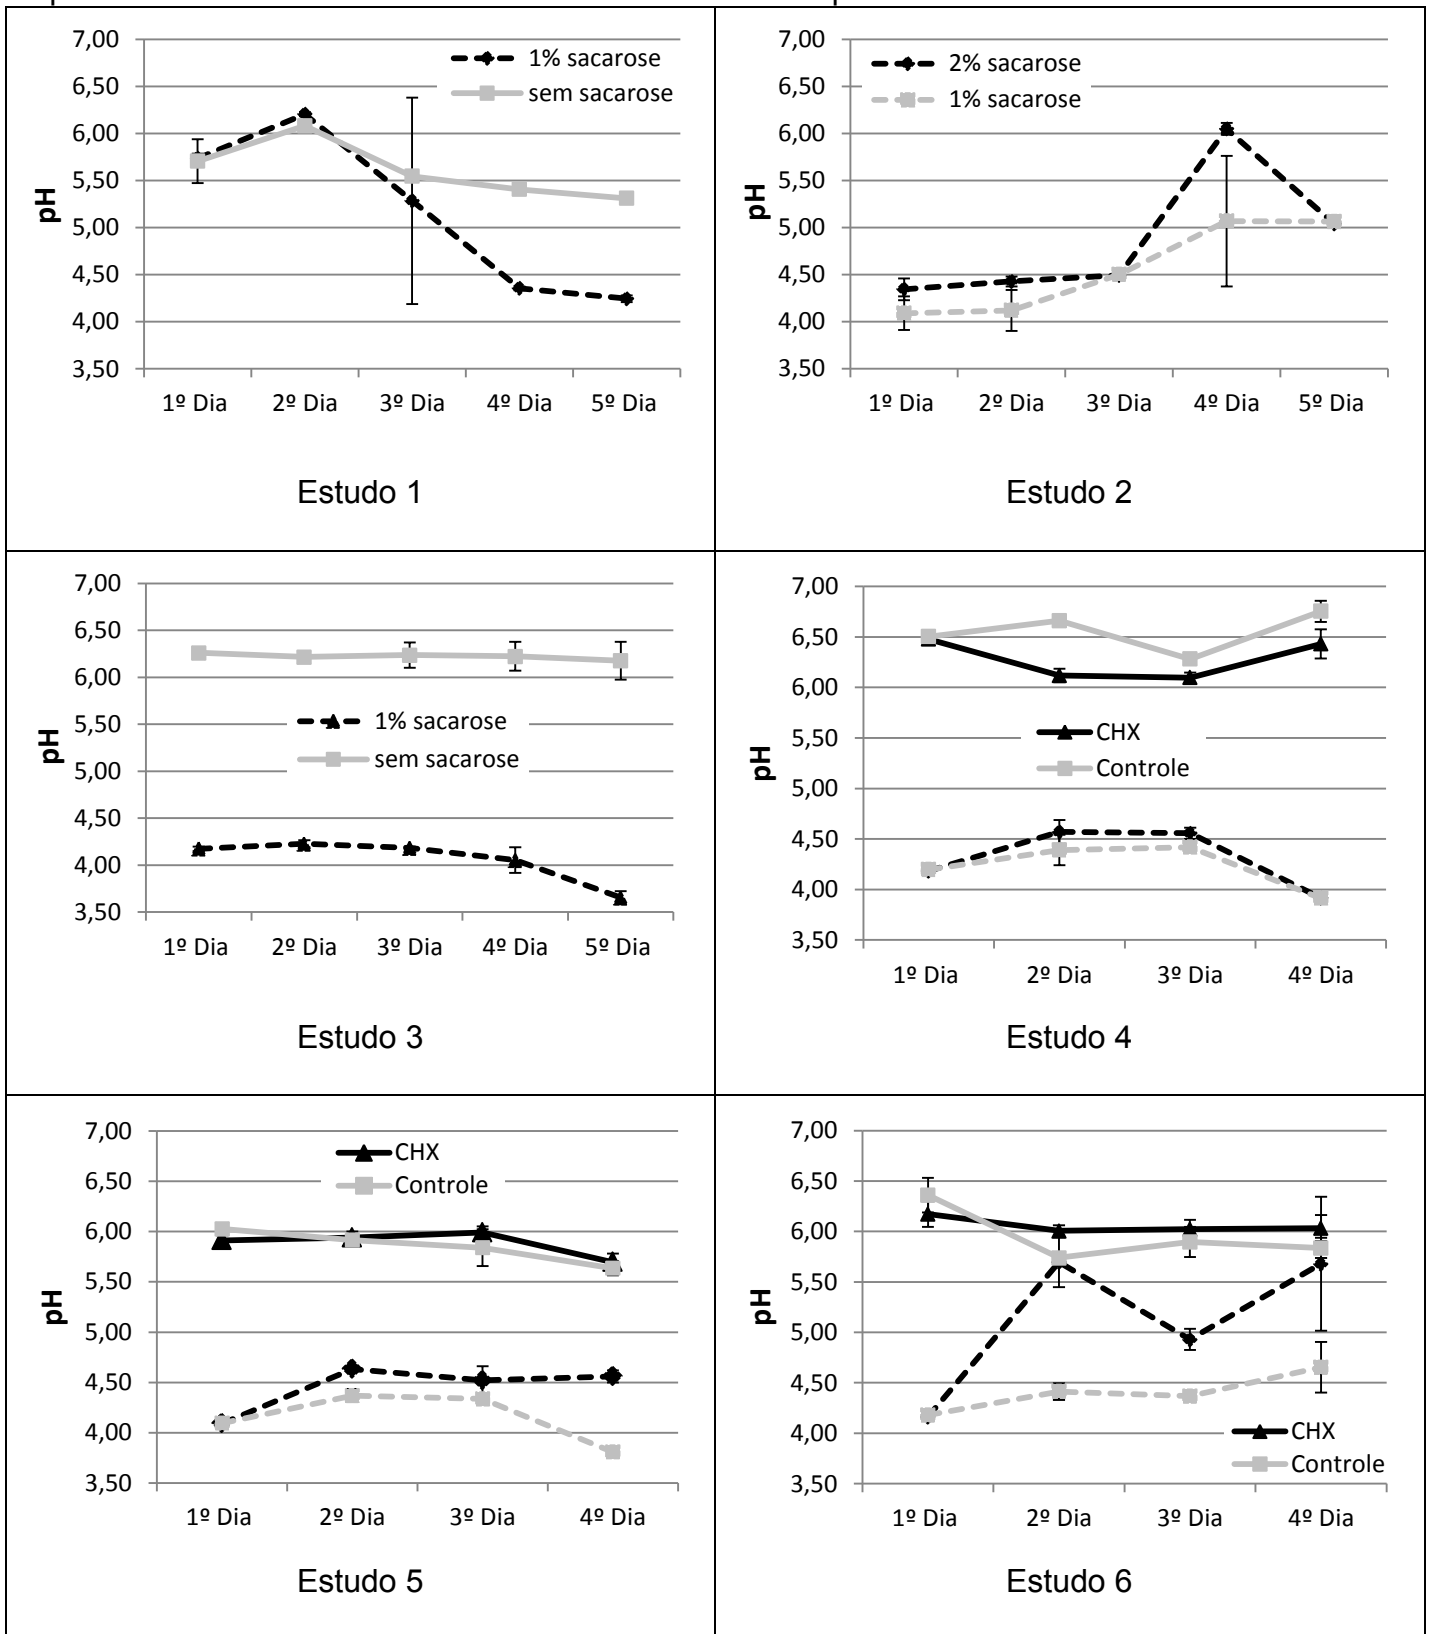 7,00
6,50
6,00
5,50
5,00
4,50
4,00
3,50
pH
1% sacarose
sem sacarose
1º Dia 2º Dia 3º Dia 4º Dia 5º Dia
Estudo 1
7,00
6,50
6,00
5,50
5,00
4,50
4,00
3,50
pH
2% sacarose
1% sacarose
1º Dia 2º Dia 3º Dia 4º Dia 5º Dia
Estudo 2
7,00
6,50
6,00
5,50
5,00
4,50
4,00
3,50
pH
1% sacarose
sem sacarose
1º Dia 2º Dia 3º Dia 4º Dia 5º Dia
Estudo 3
7,00
6,50
6,00
5,50
5,00
4,50
4,00
3,50
pH
CHX
Controle
1º Dia 2º Dia 3º Dia 4º Dia
Estudo 4
7,00
6,50
6,00
5,50
5,00
4,50
4,00
3,50
pH
CHX
Controle
1º Dia 2º Dia 3º Dia 4º Dia
Estudo 5
7,00
6,50
6,00
5,50
5,00
4,50
4,00
3,50
pH
CHX
Controle
1º Dia 2º Dia 3º Dia 4º Dia
Estudo 6